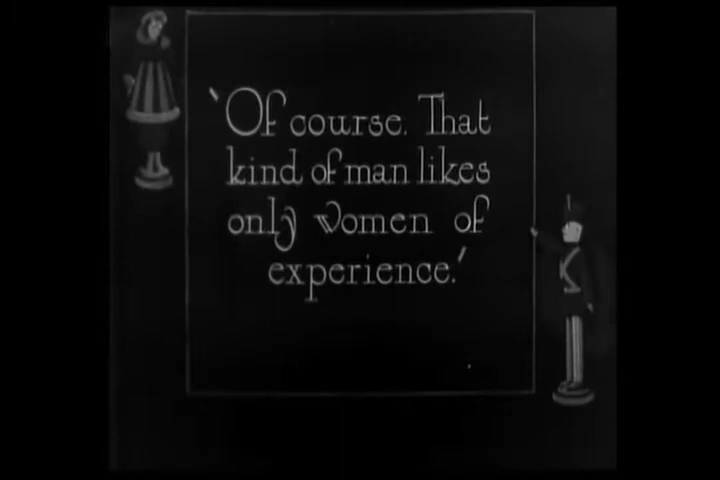 'Of course. That
kind of man likes
only women of
experience.'